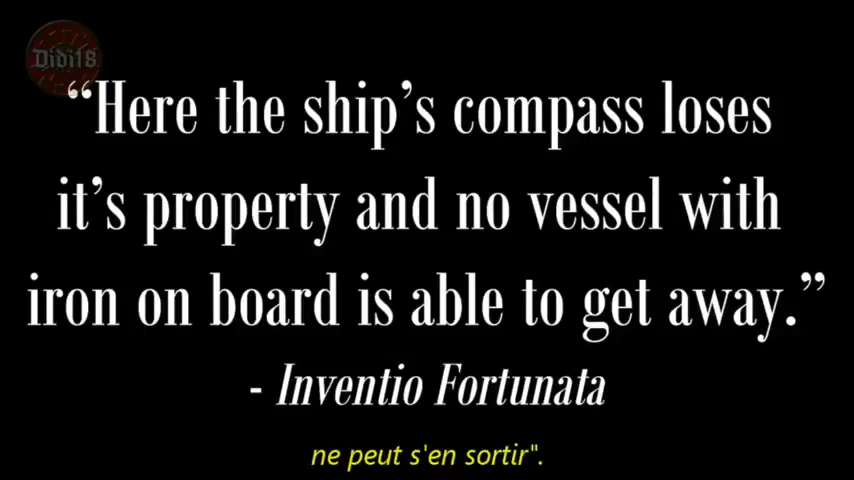 Didi18
“Here the ship’s compass loses
it’s property and no vessel with
iron on board is able to get away.”
- Inventio Fortunata
ne peut s'en sortir".